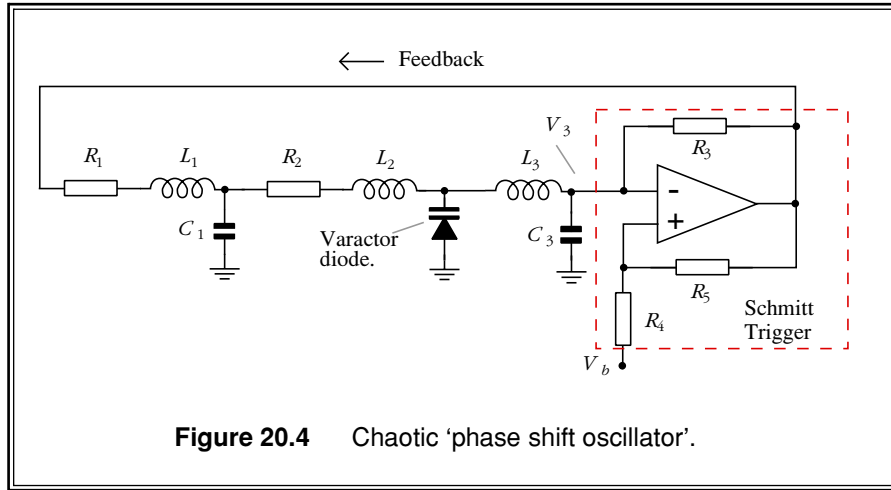 ← Feedback
V3
R3
R1
L1
R2
L2
L3
-
+
C1
Varactor
diode.
C3
R5
R4
Schmitt
Trigger
Vb
Figure 20.4 Chaotic ‘phase shift oscillator’.